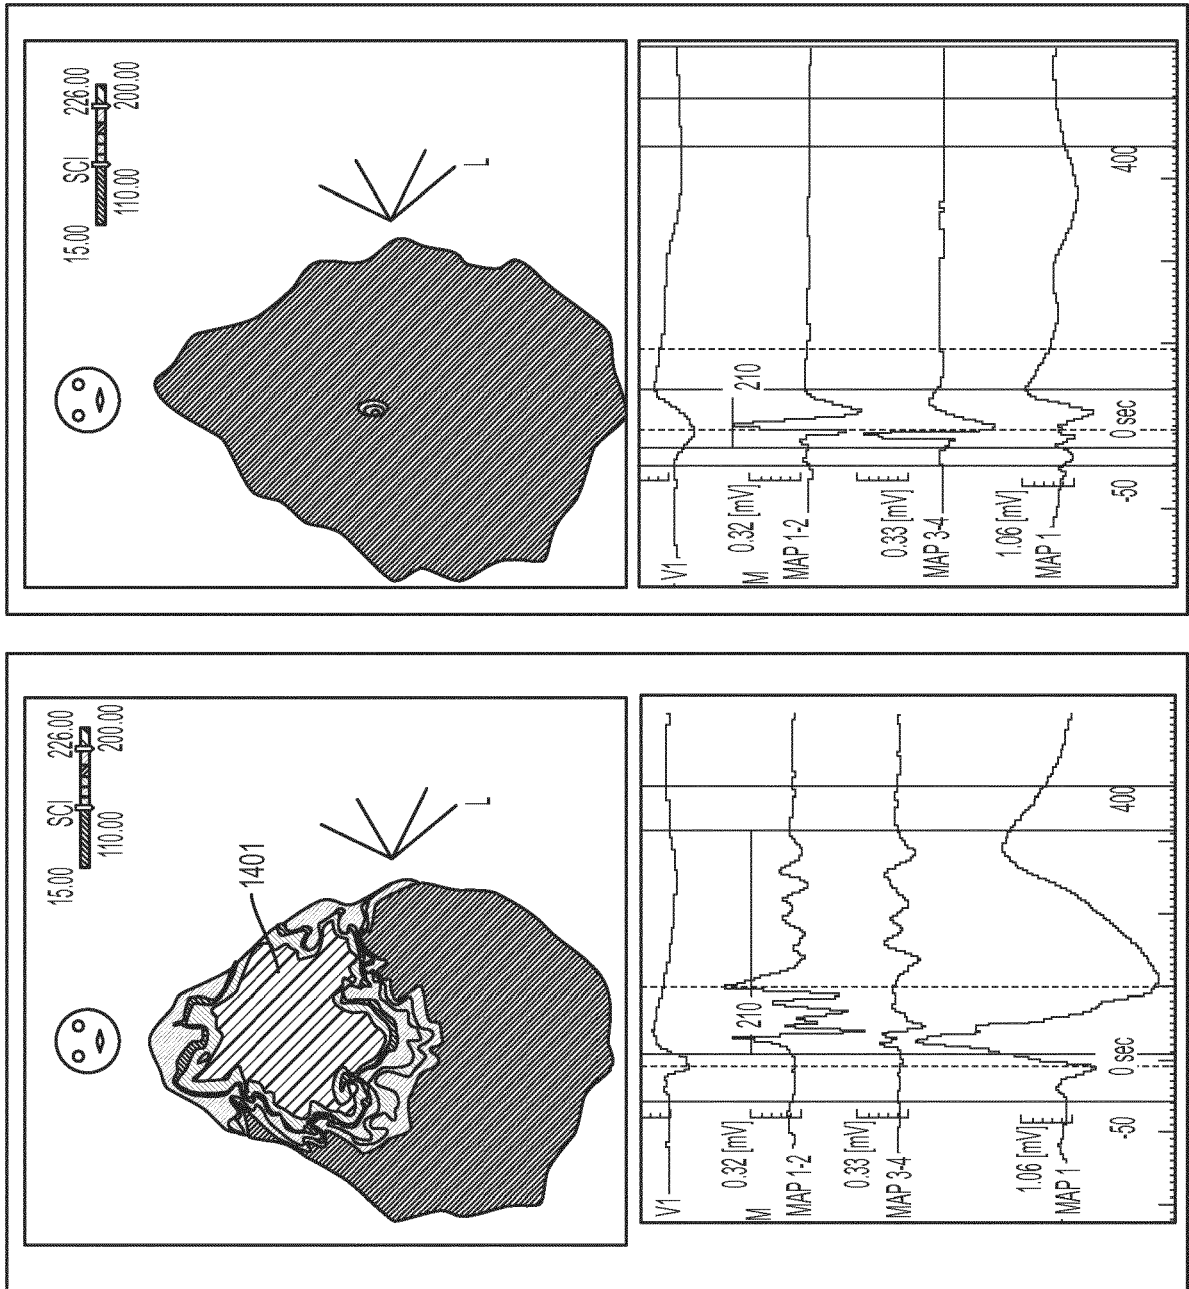 15.00 SCI 226.00
110.00 200.00
1401
L
V1
0.32 [mV]
M 210
MAP 1-2
0.33 [mV]
MAP 3-4
1.06 [mV]
MAP 1
-50 0 sec 400
15.00 SCI 226.00
110.00 200.00
L
V1
M 0.32 [mV] 210
MAP 1-2
0.33 [mV]
MAP 3-4
1.06 [mV]
MAP 1
-50 0 sec 400